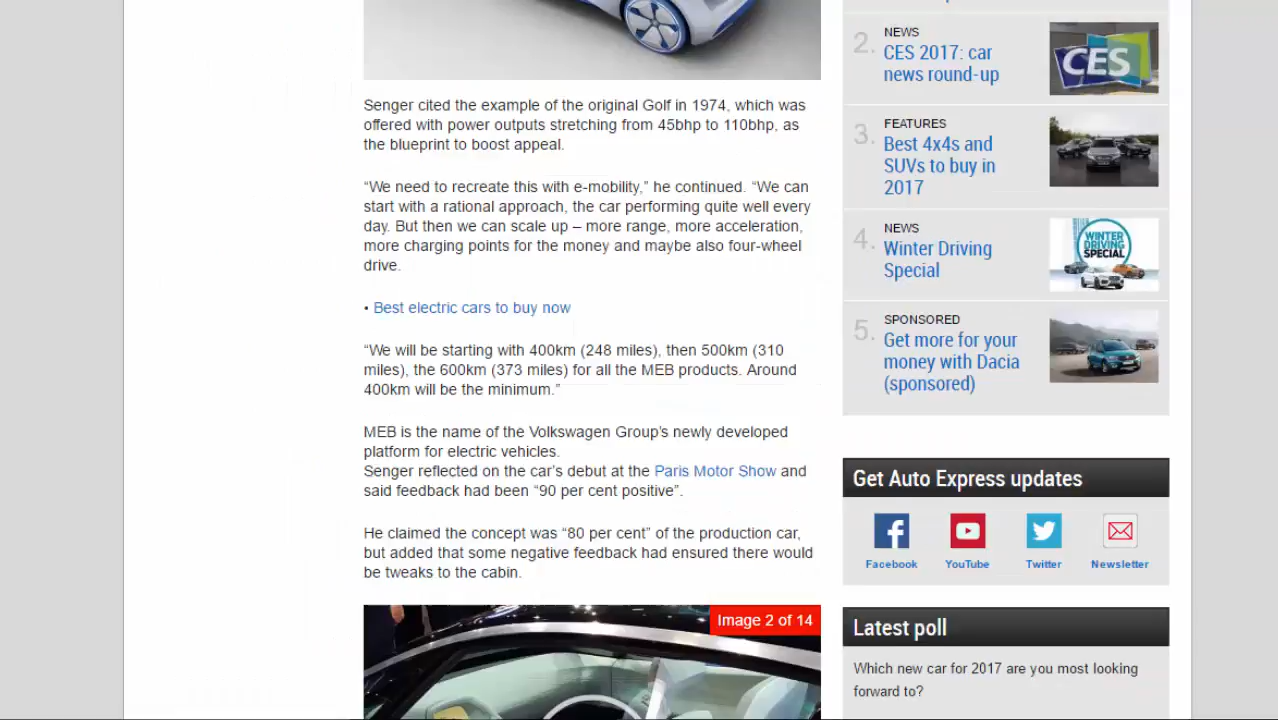 Senger cited the example of the original Golf in 1974, which was
offered with power outputs stretching from 45bhp to 110bhp, as
the blueprint to boost appeal.
“We need to recreate this with e-mobility,” he continued. “We can
start with a rational approach, the car performing quite well every
day. But then we can scale up – more range, more acceleration,
more charging points for the money and maybe also four-wheel
drive.
• Best electric cars to buy now
“We will be starting with 400km (248 miles), then 500km (310
miles), the 600km (373 miles) for all the MEB products. Around
400km will be the minimum.”
MEB is the name of the Volkswagen Group’s newly developed
platform for electric vehicles.
Senger reflected on the car’s debut at the Paris Motor Show and
said feedback had been “90 per cent positive”.
He claimed the concept was “80 per cent” of the production car,
but added that some negative feedback had ensured there would
be tweaks to the cabin.
Image 2 of 14
2.
NEWS
CES 2017: car
news round-up
CES
3.
FEATURES
Best 4x4s and
SUVs to buy in
2017
4.
NEWS
Winter Driving
Special
WINTER
DRIVING
SPECIAL
5.
SPONSORED
Get more for your
money with Dacia
(sponsored)
Get Auto Express updates
Facebook
YouTube
Twitter
Newsletter
Latest poll
Which new car for 2017 are you most looking
forward to?